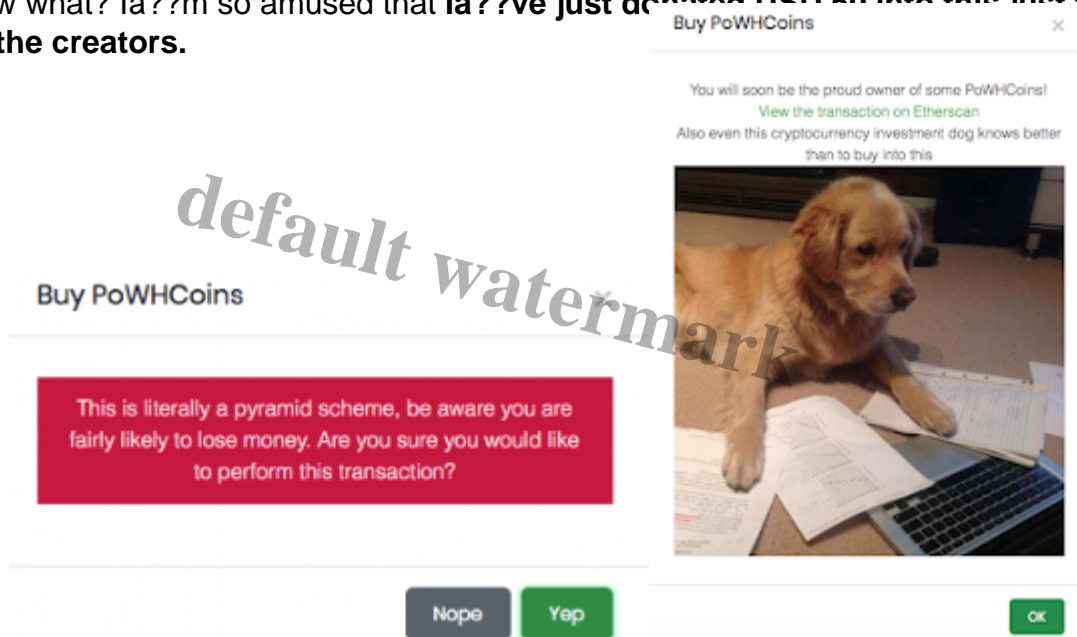 w what? Ia??m so amused that Ia??ve just donated USD
the creators.
Buy PoWHCoins
×
You will soon be the proud owner of some PoWHCoins!
View the transaction on Etherscan
Also even this cryptocurrency investment dog knows better
than to buy into this
default watermark
Buy PoWHCoins
This is literally a pyramid scheme, be aware you are
fairly likely to lose money. Are you sure you would like
to perform this transaction?
Nope
Yep
OK